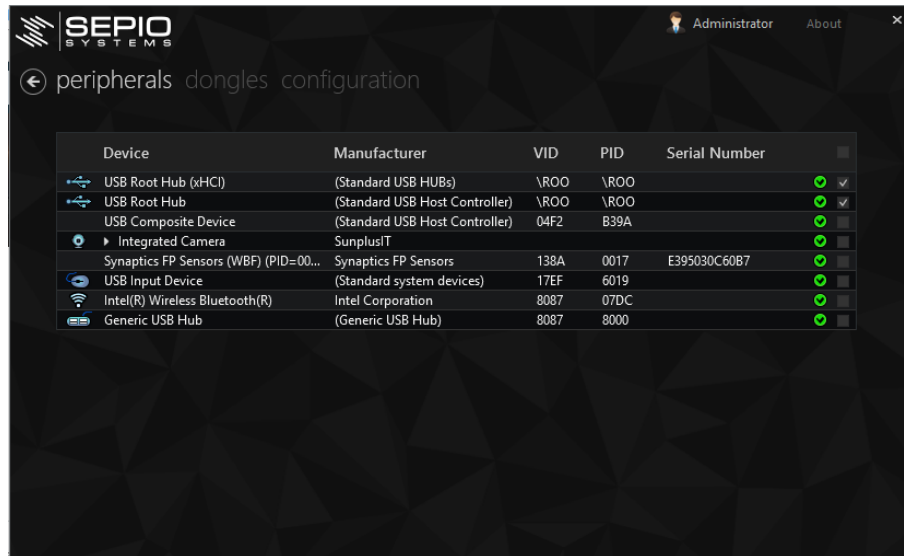 SEPIO
SYSTEMS
Administrator About
peripherals dongles configuration
Device Manufacturer VID PID Serial Number
USB Root Hub (xHCI) (Standard USB HUBs) \ROO \ROO
USB Root Hub (Standard USB Host Controller) \ROO \ROO
USB Composite Device (Standard USB Host Controller) 04F2 B39A
Integrated Camera SunplusIT
Synaptics FP Sensors (WBF) (PID=00... Synaptics FP Sensors 138A 0017 E395030C60B7
USB Input Device (Standard system devices) 17EF 6019
Intel(R) Wireless Bluetooth(R) Intel Corporation 8087 07DC
Generic USB Hub (Generic USB Hub) 8087 8000